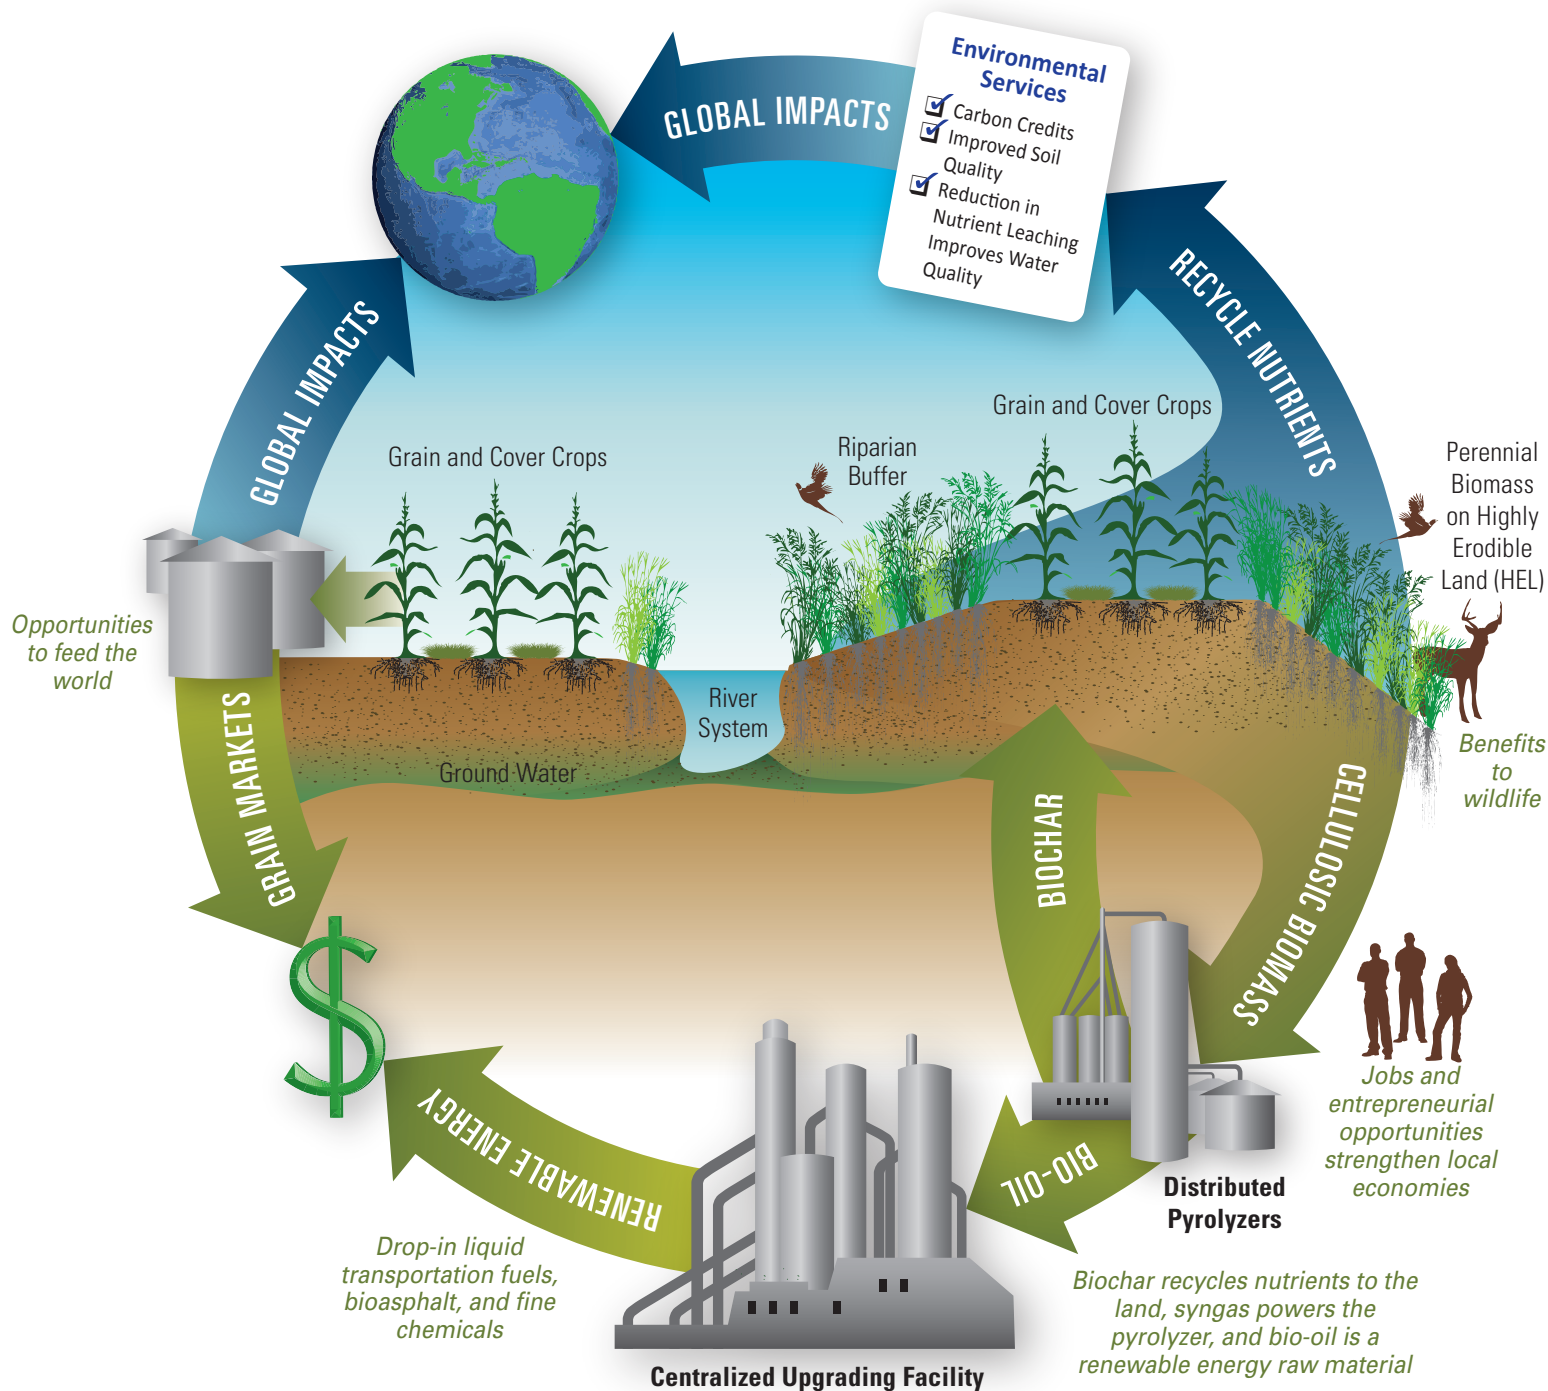 Environmental
Services
Carbon Credits
Improved Soil
Quality
Reduction in
Nutrient Leaching
Improves Water
Quality
GLOBAL IMPACTS
GLOBAL IMPACTS
RECYCLE NUTRIENTS
Grain and Cover Crops
Grain and Cover Crops
Riparian
Buffer
Perennial
Biomass
on Highly
Erodible
Land (HEL)
Opportunities
to feed the
world
River
System
Ground Water
Benefits
to
wildlife
GRAIN MARKETS
BIOCHAR
CELLULOSIC BIOMASS
Jobs and
entrepreneurial
opportunities
strengthen local
economies
RENEWABLE ENERGY
BIO-OIL
Distributed
Pyrolyzers
Drop-in liquid
transportation fuels,
bioasphalt, and fine
chemicals
Biochar recycles nutrients to the
land, syngas powers the
pyrolyzer, and bio-oil is a
renewable energy raw material
Centralized Upgrading Facility